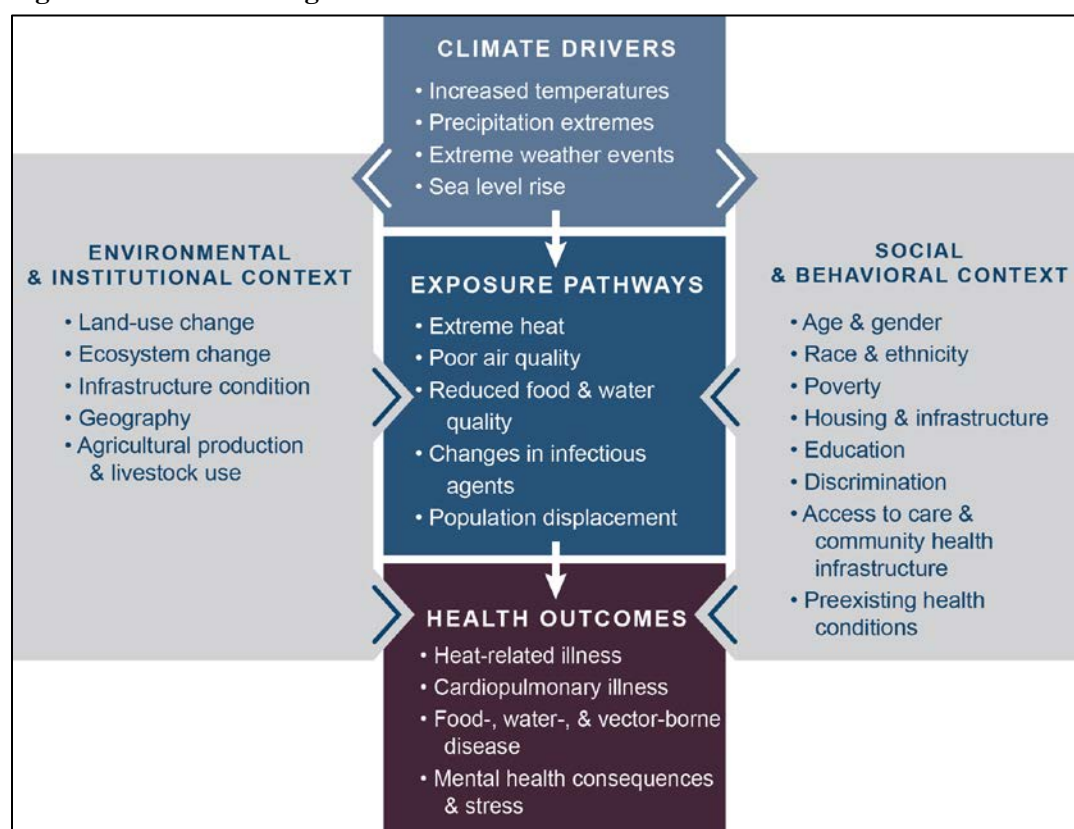 CLIMATE DRIVERS
• Increased temperatures
• Precipitation extremes
• Extreme weather events
• Sea level rise
ENVIRONMENTAL
& INSTITUTIONAL CONTEXT
• Land-use change
• Ecosystem change
• Infrastructure condition
• Geography
• Agricultural production
& livestock use
EXPOSURE PATHWAYS
• Extreme heat
• Poor air quality
• Reduced food & water
quality
• Changes in infectious
agents
• Population displacement
SOCIAL
& BEHAVIORAL CONTEXT
• Age & gender
• Race & ethnicity
• Poverty
• Housing & infrastructure
• Education
• Discrimination
• Access to care &
community health
infrastructure
• Preexisting health
conditions
HEALTH OUTCOMES
• Heat-related illness
• Cardiopulmonary illness
• Food-, water-, & vector-borne
disease
• Mental health consequences
& stress